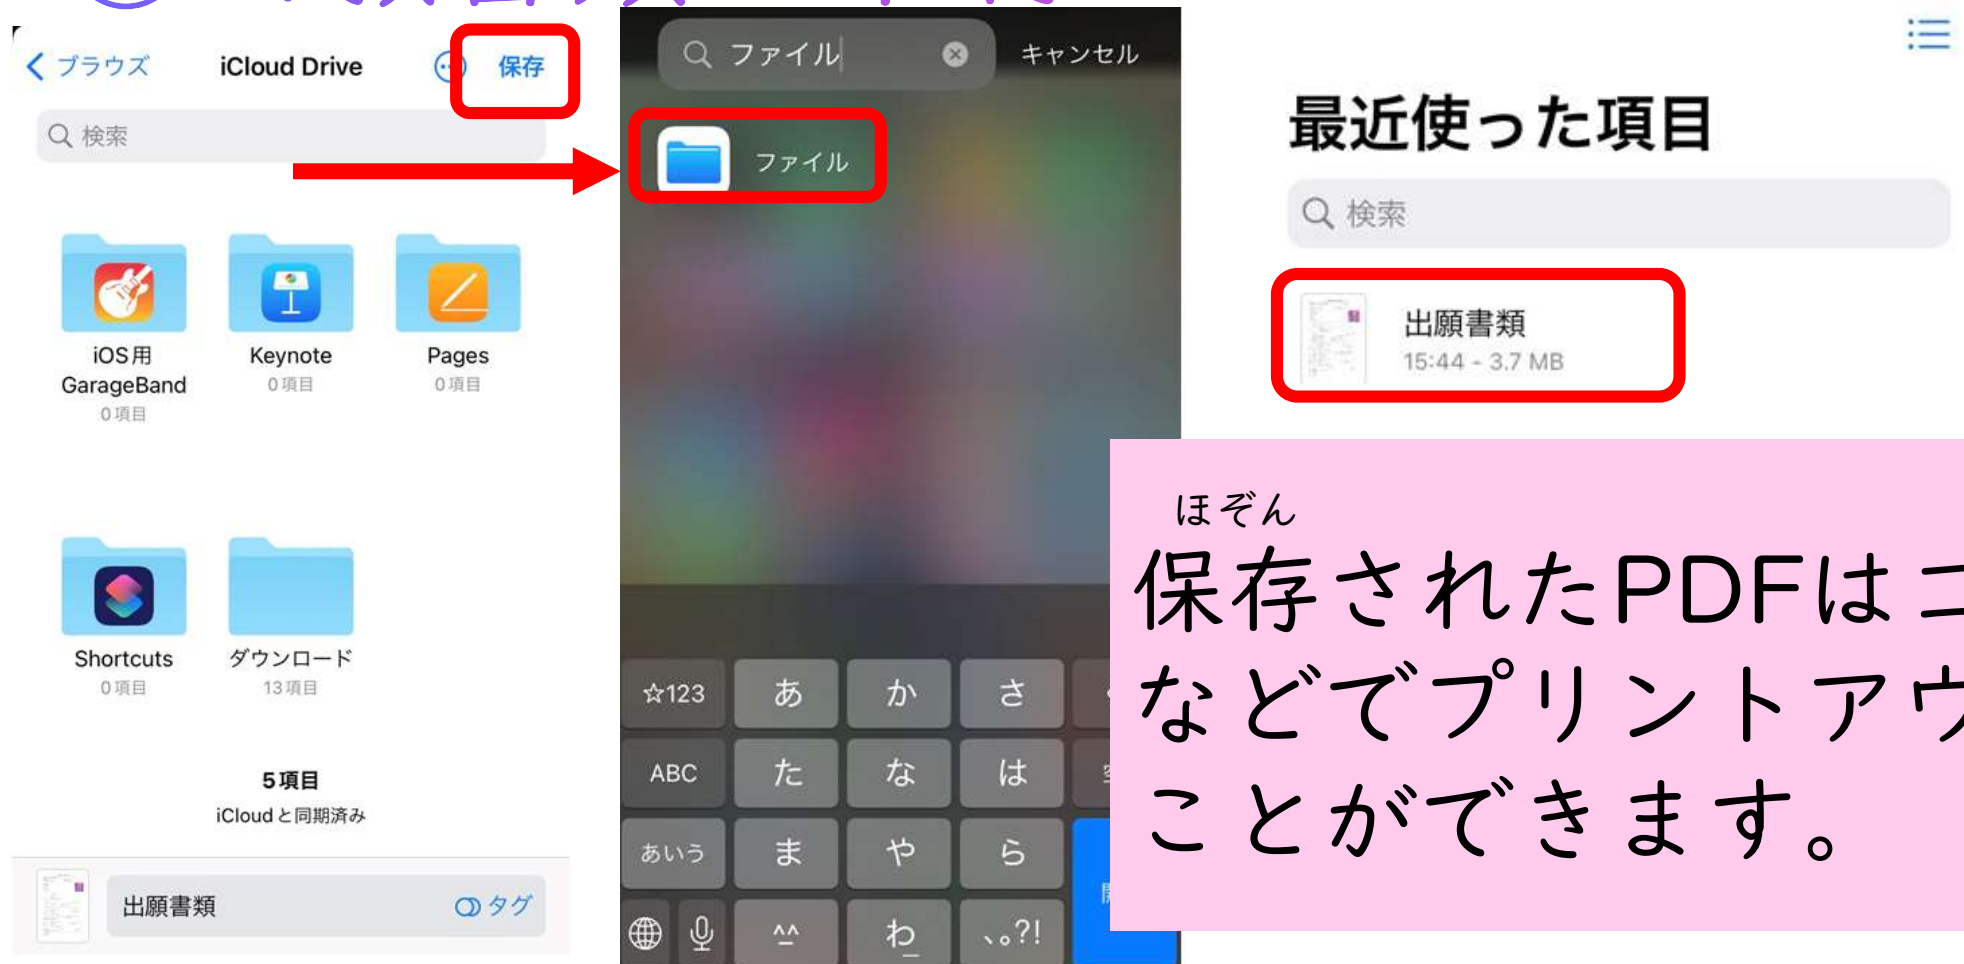 ブラウズ
iCloud Drive
保存
検索
iOS用
GarageBand
0項目
Keynote
0項目
Pages
0項目
Shortcuts
0項目
ダウンロード
13項目
5項目
iCloudと同期済み
出願書類
タグ
ファイル
キャンセル
ファイル
☆123
あ
か
さ
ABC
た
な
は
あいう
ま
や
ら
^^
わ
、。?!
最近使った項目
検索
出願書類
15:44 - 3.7 MB
ほぞん
保存されたPDFはコ
などでプリントアウ
ことができます。